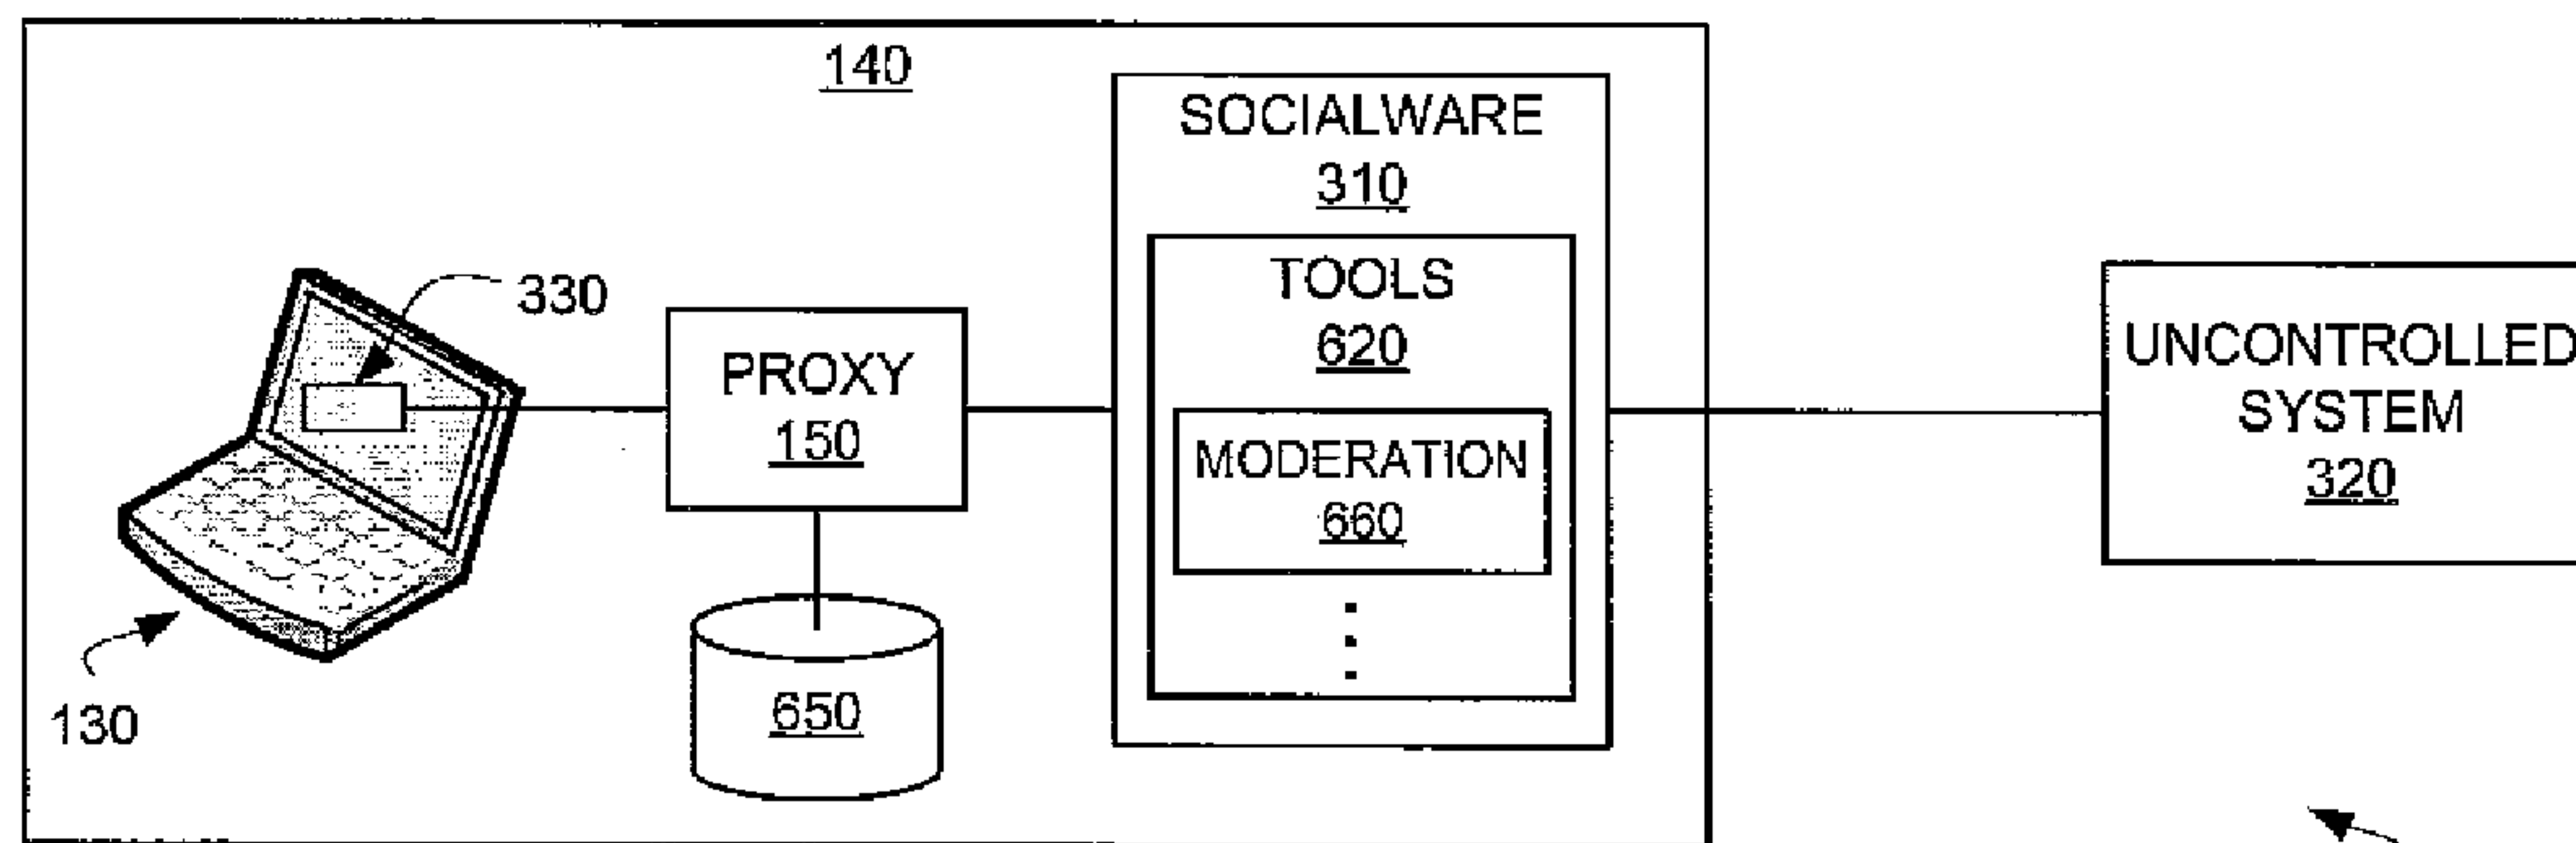 140
SOCIALWARE
310
TOOLS
620
MODERATION
660
330
PROXY
150
650
130
UNCONTROLLED
SYSTEM
320